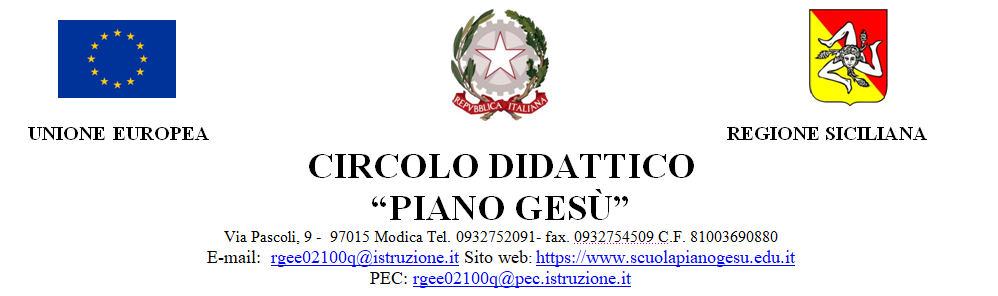 REPVBBLICA ITALIANA
UNIONE EUROPEA
REGIONE SICILIANA
CIRCOLO DIDATTICO
“PIANO GESÙ”
Via Pascoli, 9 - 97015 Modica Tel. 0932752091- fax. 0932754509 C.F. 81003690880
E-mail: rgee02100q@istruzione.it Sito web: https://www.scuolapianogesu.edu.it
PEC: rgee02100q@pec.istruzione.it